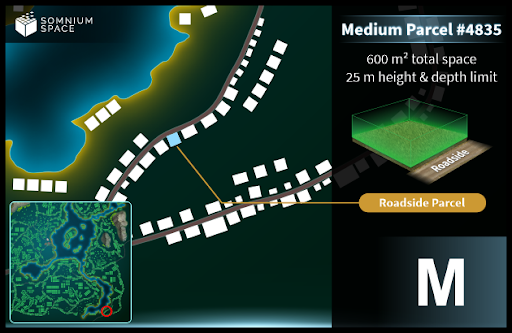 SOMNIUM
SPACE
Medium Parcel #4835
600 m² total space
25 m height & depth limit
Roadside
Roadside Parcel
M